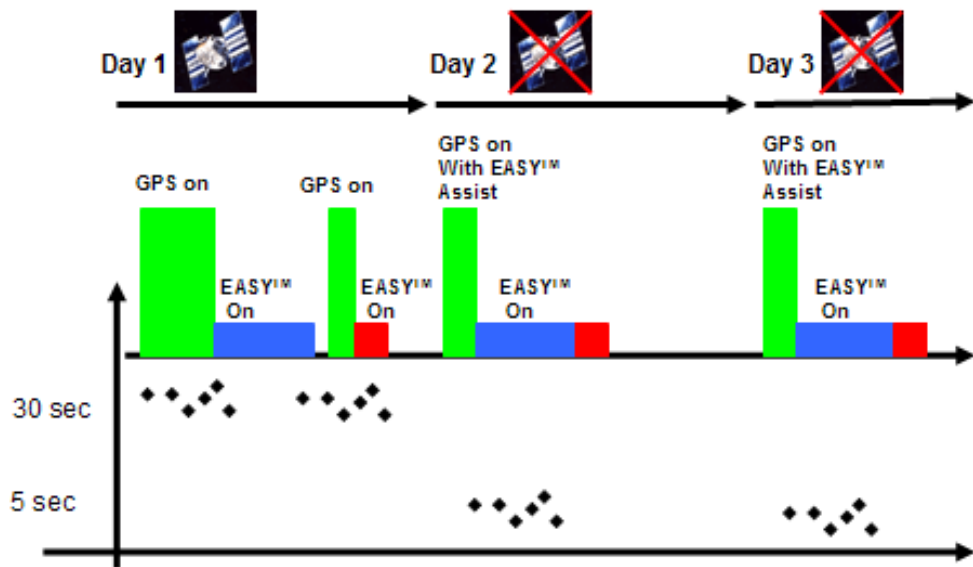 Day 1
Day 2
Day 3
GPS on
GPS on
GPS on
With EASY™
Assist
GPS on
With EASY™
Assist
EASY™
On
EASY™
On
EASY™
On
EASY™
On
30 sec
5 sec